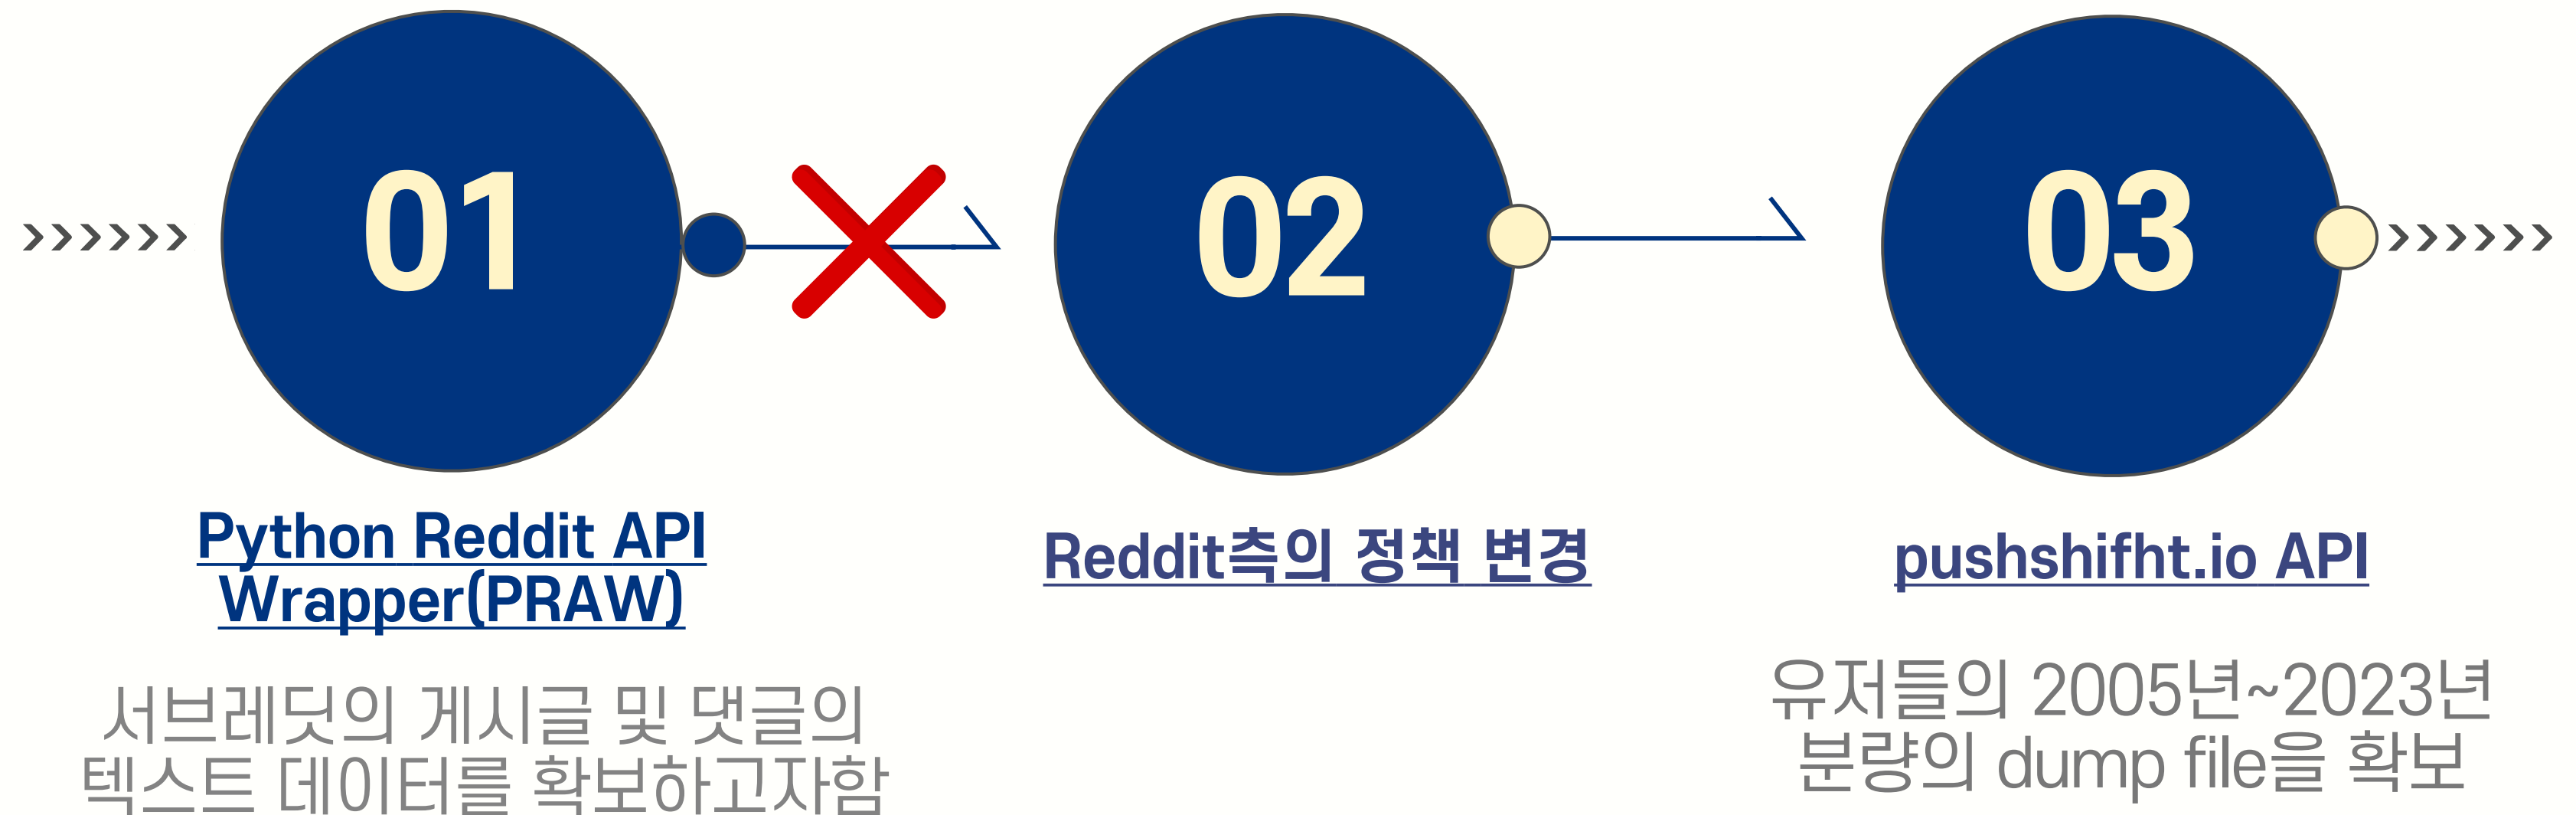 01
02
03
Python Reddit API
Wrapper(PRAW)
서브레딧의 게시글 및 댓글의
텍스트 데이터를 확보하고자함
Reddit측의 정책 변경
pushshifht.io API
유저들의 2005년~2023년
분량의 dump file을 확보